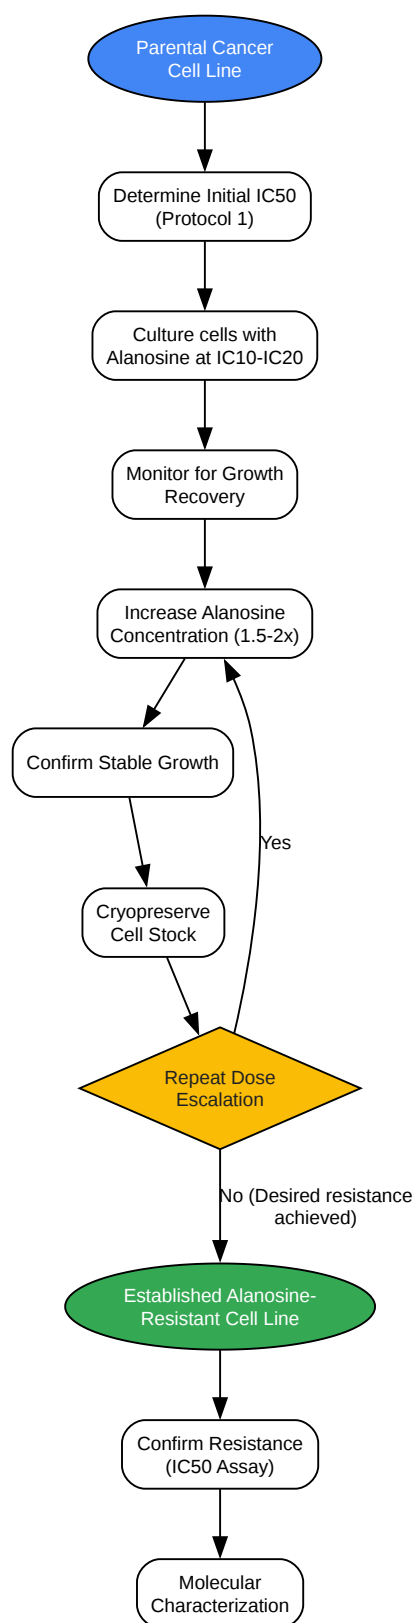 Parental Cancer
Cell Line
Determine Initial IC50
(Protocol 1)
Culture cells with
Alanosine at IC10-IC20
Monitor for Growth
Recovery
Increase Alanosine
Concentration (1.5-2x)
Confirm Stable Growth
Yes
Cryopreserve
Cell Stock
Repeat Dose
Escalation
No (Desired resistance
achieved)
Established Alanosine-
Resistant Cell Line
Confirm Resistance
(IC50 Assay)
Molecular
Characterization